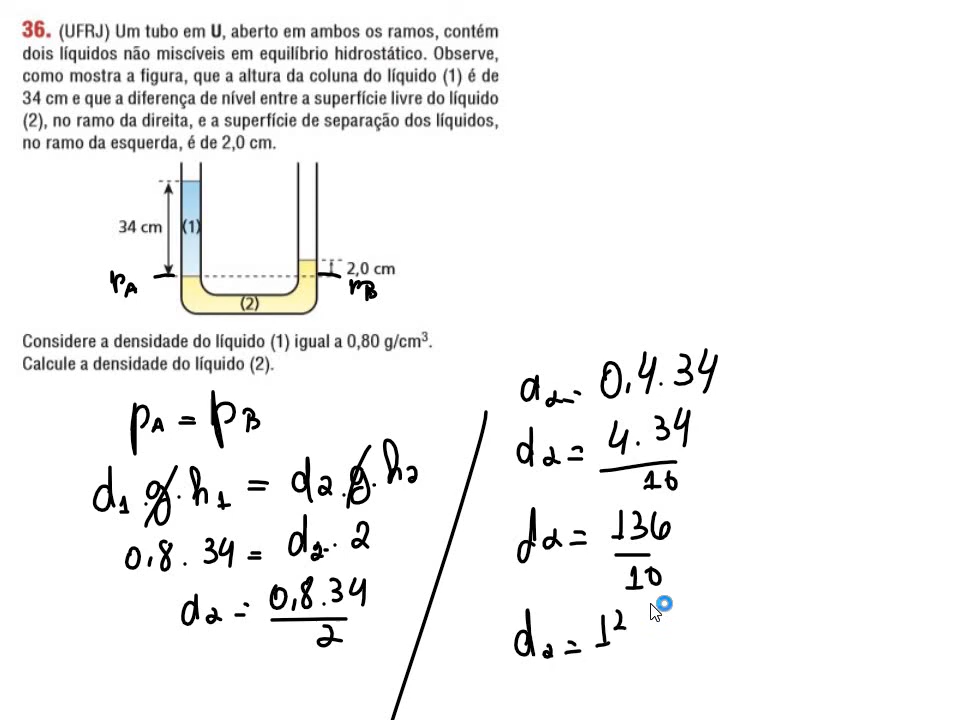 36. (UFRJ) Um tubo em U, aberto em ambos os ramos, contém
dois líquidos não miscíveis em equilíbrio hidrostático. Observe,
como mostra a figura, que a altura da coluna do líquido (1) é de
34 cm e que a diferença de nível entre a superfície livre do líquido
(2), no ramo da direita, e a superfície de separação dos líquidos,
no ramo da esquerda, é de 2,0 cm.
34 cm
(1)
2,0 cm
pA
pB
(2)
Considere a densidade do líquido (1) igual a 0,80 g/cm³.
Calcule a densidade do líquido (2).
pA = pB
d1.g.h1 = d2.g.h2
0,8.34 = d2.2
d2 = 0,8.34
2
d2 = 0,4.34
d2 = 4.34
10
d2 = 136
10
d2 = 1